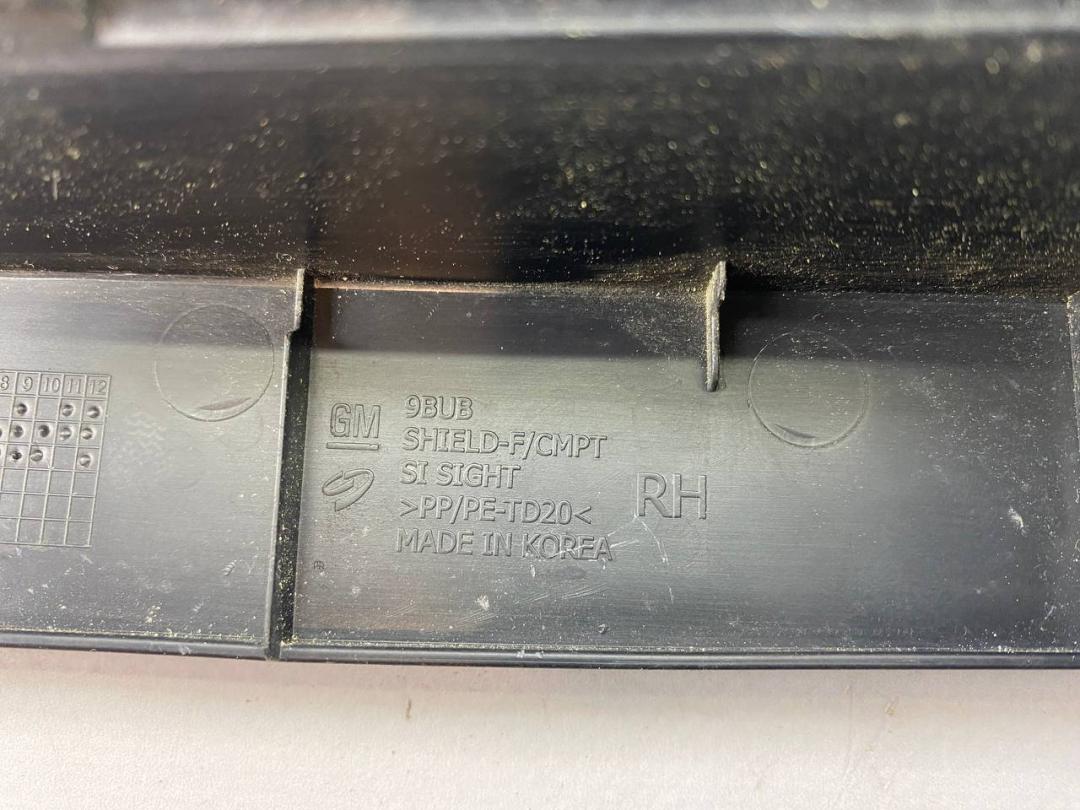 8 9 10 11 12
GM
9BUB
SHIELD-F/CMPT
SI SIGHT
>PP/PE-TD20<
MADE IN KOREA
RH